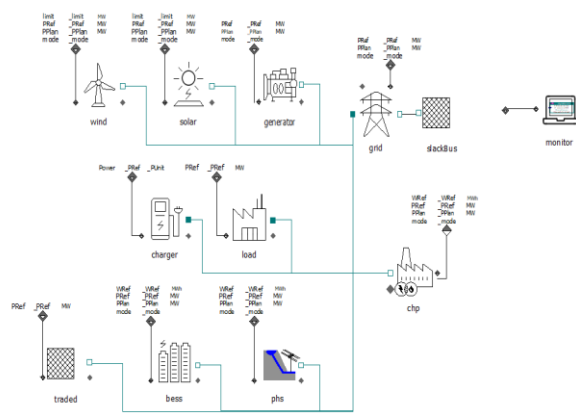 limit _limit MW
PRef _PRef MW
PPlan _PPlan MW
mode _mode
limit _limit MW
PRef _PRef MW
PPlan _PPlan MW
mode _mode
PRef _PRef MW
PPlan _PPlan MW
mode _mode
PRef _PRef MW
PPlan _PPlan MW
mode _mode
wind
solar
generator
grid
slackBus
monitor
Power _PRef _PUnit
PRef _PRef MW
WRef _WRef MWh
PRef _PRef MW
PPlan _PPlan MW
mode _mode
charger
load
chp
PRef _PRef MW
WRef _WRef MWh
PRef _PRef MW
PPlan _PPlan MW
mode _mode
WRef _WRef MWh
PRef _PRef MW
PPlan _PPlan MW
mode _mode
traded
bess
phs